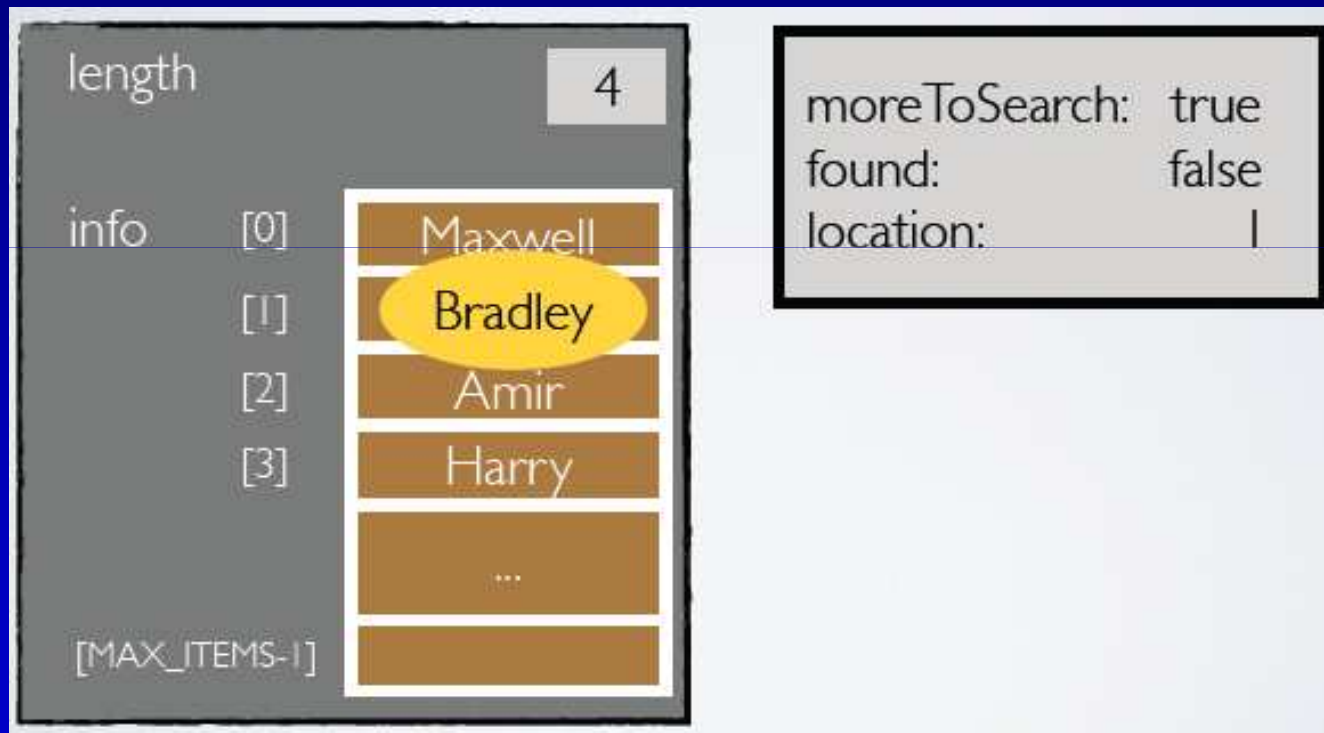 length 4
info [0] Maxwell
[1] Bradley
[2] Amir
[3] Harry
...
[MAX_ITEMS-1]
moreToSearch: true
found: false
location: 1